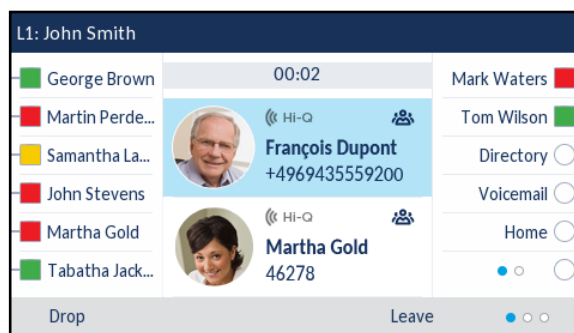 L1: John Smith
George Brown
Martin Perde...
Samantha La...
John Stevens
Martha Gold
Tabatha Jack...
00:02
Hi-Q
François Dupont
+4969435559200
Hi-Q
Martha Gold
46278
Mark Waters
Tom Wilson
Directory
Voicemail
Home
Drop
Leave